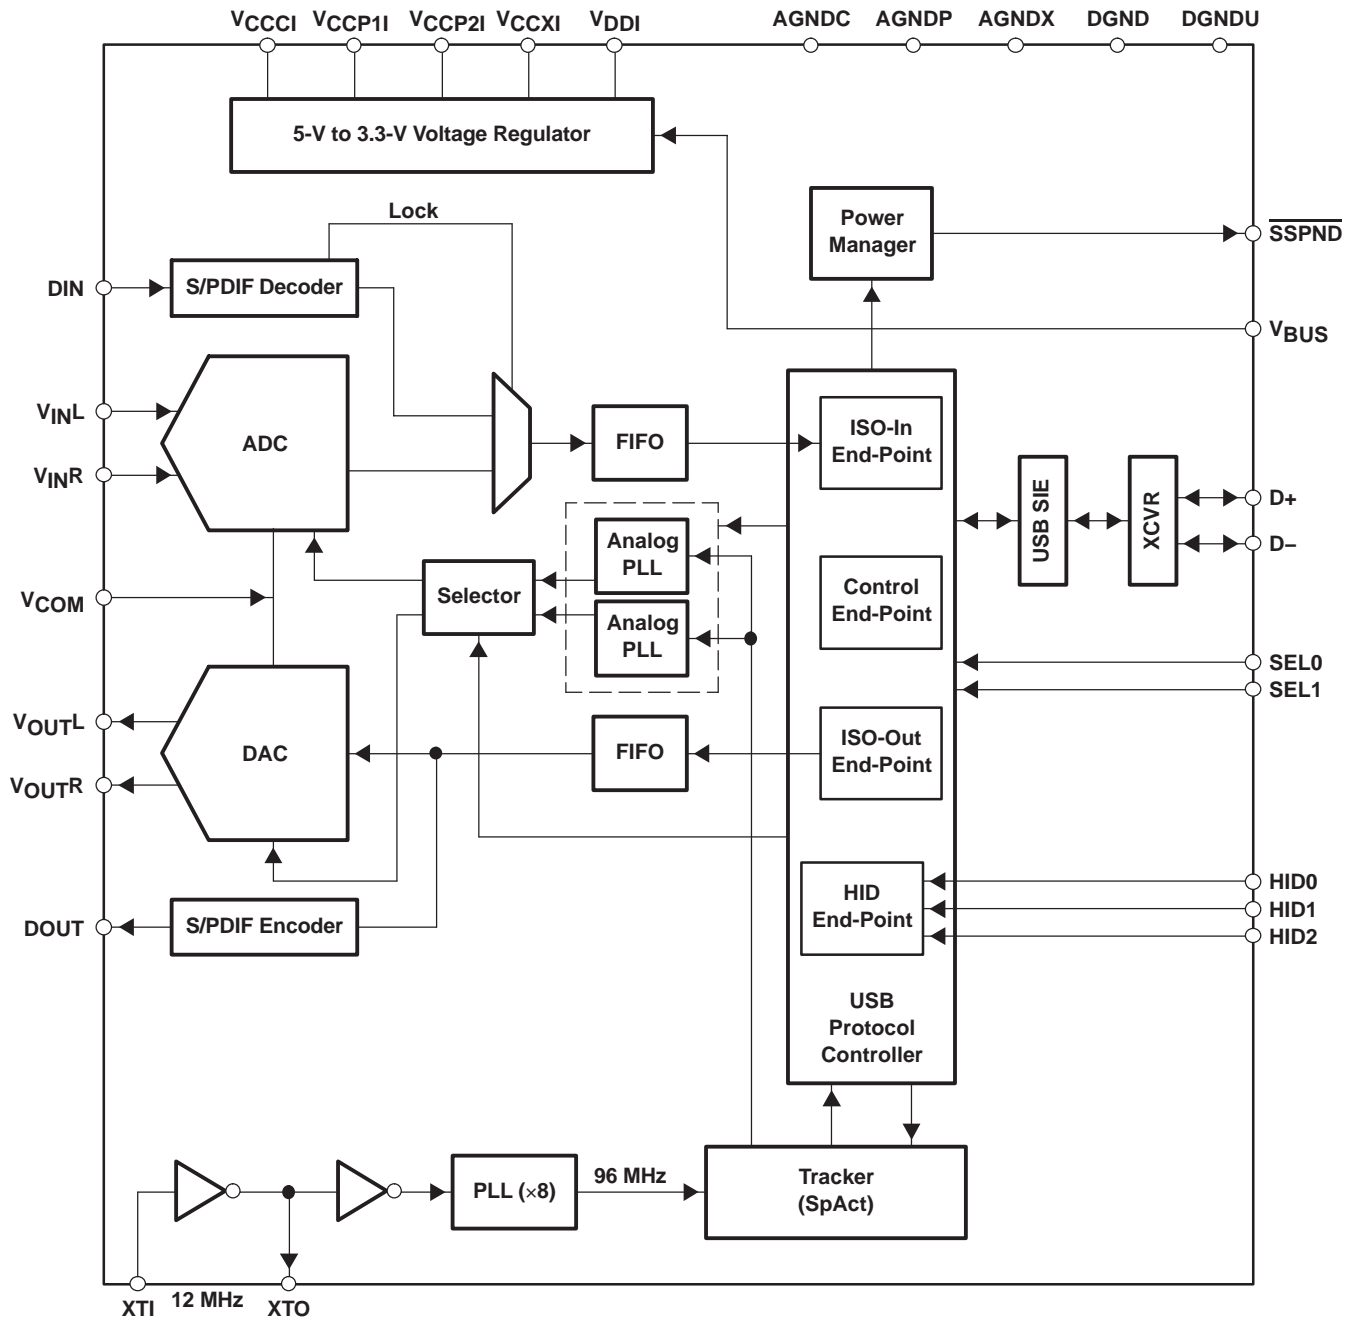 VCCCI VCCP1I VCCP2I VCCXI VDDI AGNDC AGNDP AGNDX DGND DGNDU
5-V to 3.3-V Voltage Regulator
Lock
Power
Manager
SSPND
DIN
S/PDIF Decoder
VBUS
VINL
VINR
ADC
FIFO
ISO-In
End-Point
USB SIE
XCVR
D+
D–
Analog
PLL
Selector
VCOM
Analog
PLL
Control
End-Point
SEL0
SEL1
VOUTL
VOUTR
DAC
FIFO
ISO-Out
End-Point
HID
End-Point
HID0
HID1
HID2
DOUT
S/PDIF Encoder
USB
Protocol
Controller
PLL (×8)
96 MHz
Tracker
(SpAct)
XTI
12 MHz
XTO